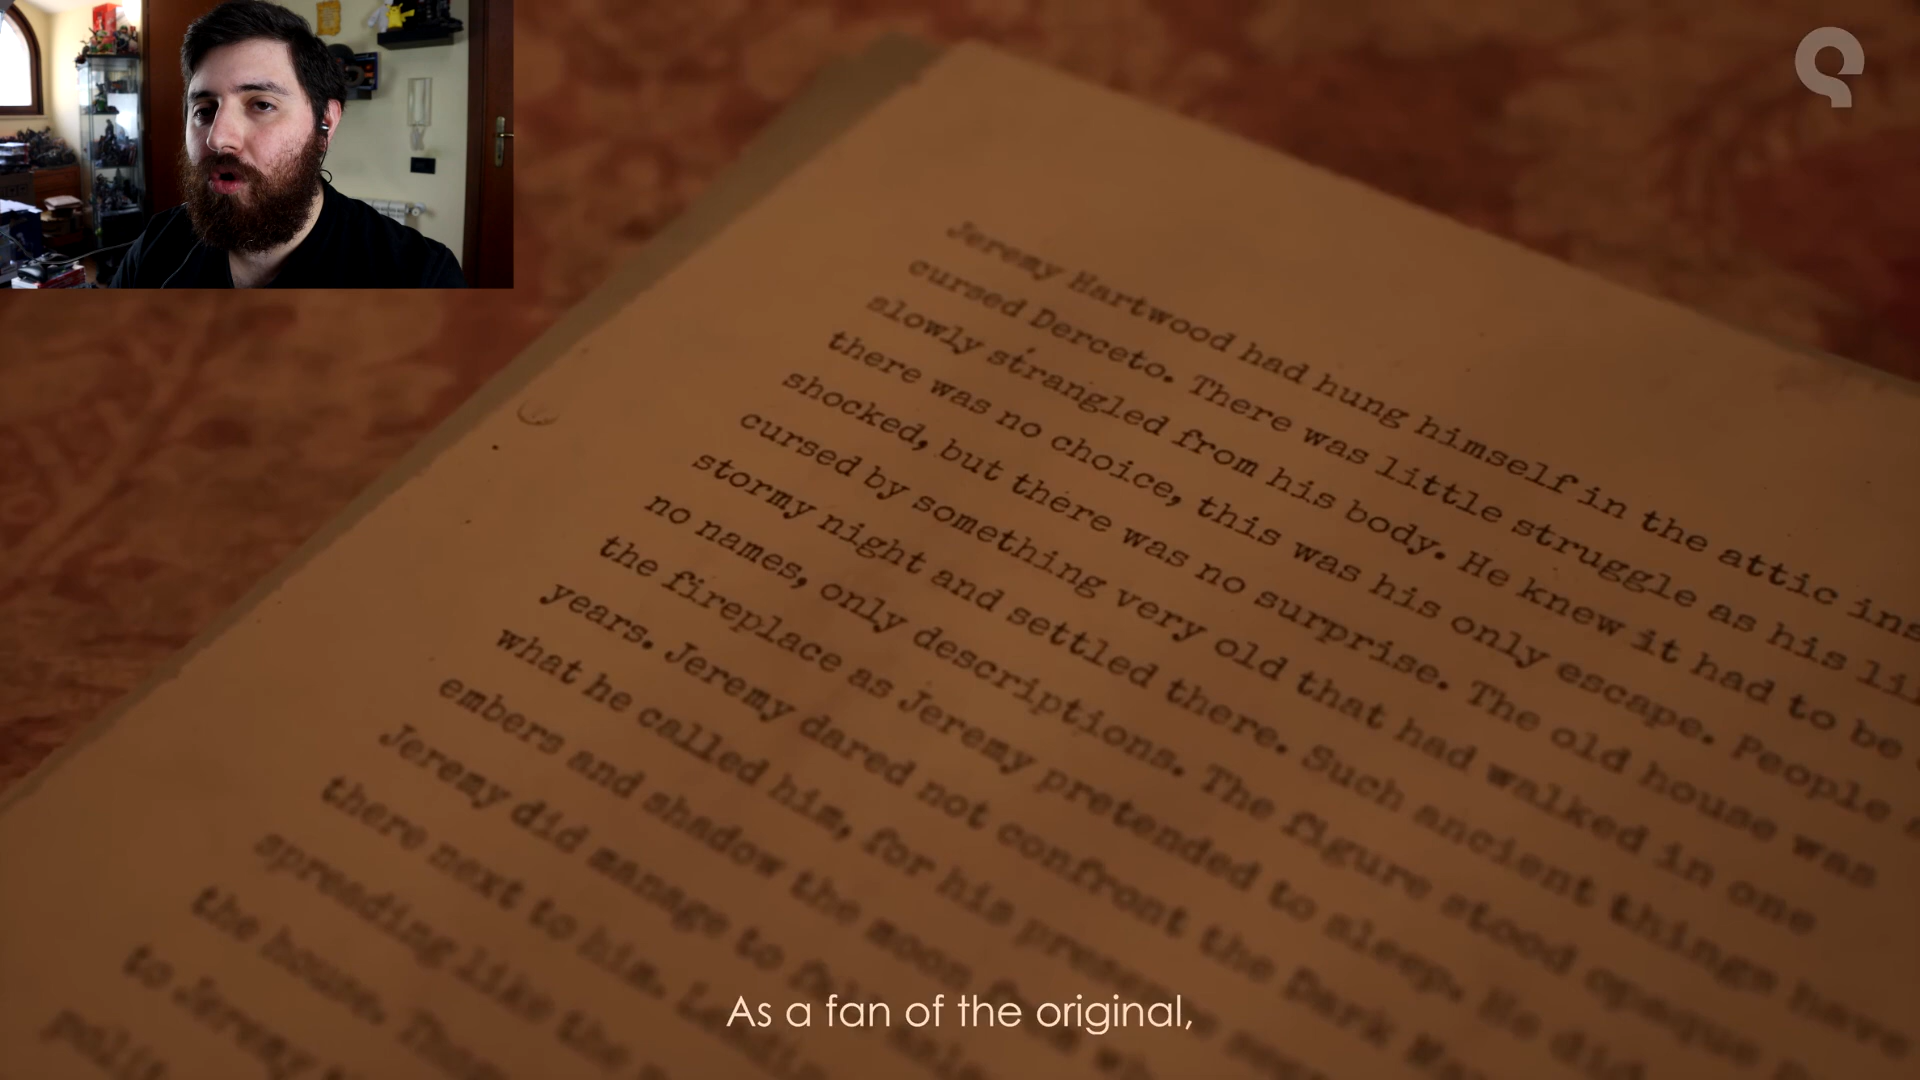 Jeremy Hartwood had hung himself in the attic ins
cursed Derceto. There was little struggle as his li
slowly strangled from his body. He knew it had to be
there was no choice, this was his only escape. People
shocked, but there was no surprise. The old house was
cursed by something very old that had walked in one
stormy night and settled there. Such ancient things have
no names, only descriptions. The figure stood opaque
the fireplace as Jeremy pretended to sleep. He did
years. Jeremy dared not confront the Dark Man
what he called him, for his presence
embers and shadow the moon
Jeremy did manage to
there next to him.
spreading like the
the house.
to Jeremy
polit
As a fan of the original,